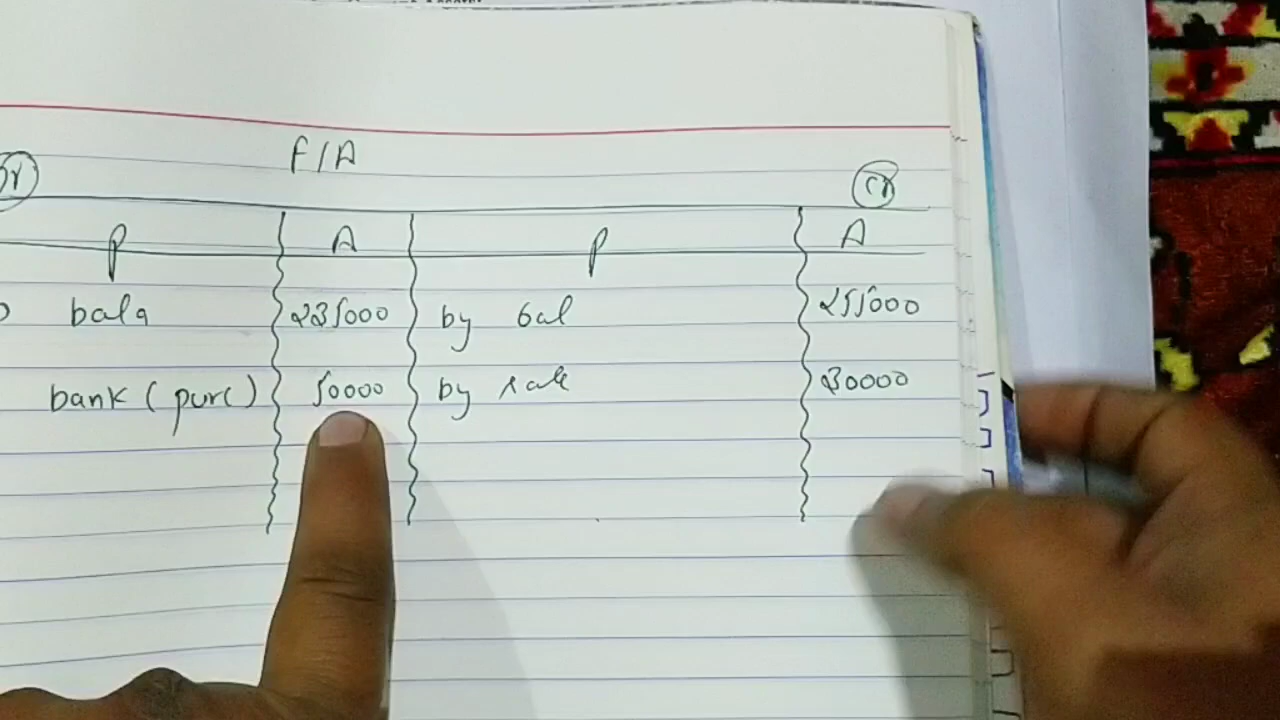 F/A
Dr Cr
P A P A
bala 235000 by bal 255000
bank (purc) 50000 by sale 30000